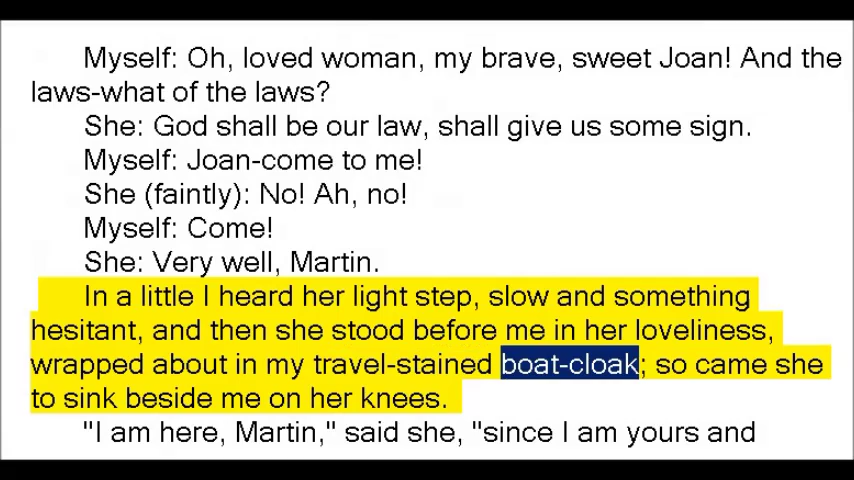 Myself: Oh, loved woman, my brave, sweet Joan! And the
laws-what of the laws?
She: God shall be our law, shall give us some sign.
Myself: Joan-come to me!
She (faintly): No! Ah, no!
Myself: Come!
She: Very well, Martin.
In a little I heard her light step, slow and something
hesitant, and then she stood before me in her loveliness,
wrapped about in my travel-stained boat-cloak; so came she
to sink beside me on her knees.
"I am here, Martin," said she, "since I am yours and